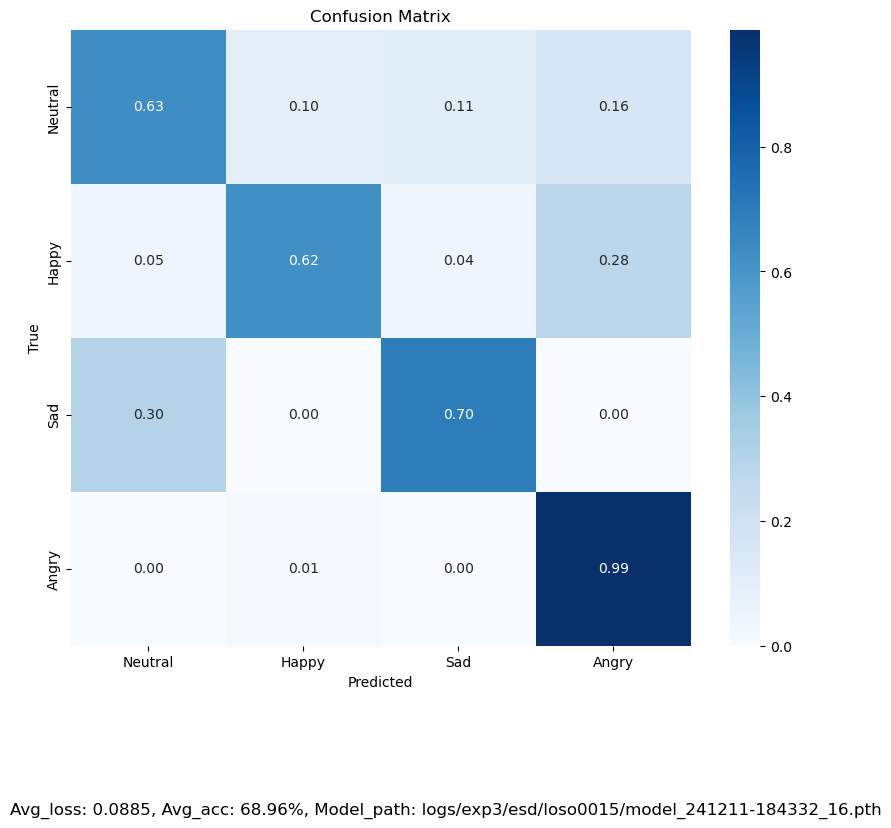 Confusion Matrix
Neutral 0.63 0.10 0.11 0.16
Happy 0.05 0.62 0.04 0.28
Sad 0.30 0.00 0.70 0.00
Angry 0.00 0.01 0.00 0.99
True
Neutral Happy Sad Angry
Predicted
0.8
0.6
0.4
0.2
0.0
Avg_loss: 0.0885, Avg_acc: 68.96%, Model_path: logs/exp3/esd/loso0015/model_241211-184332_16.pth